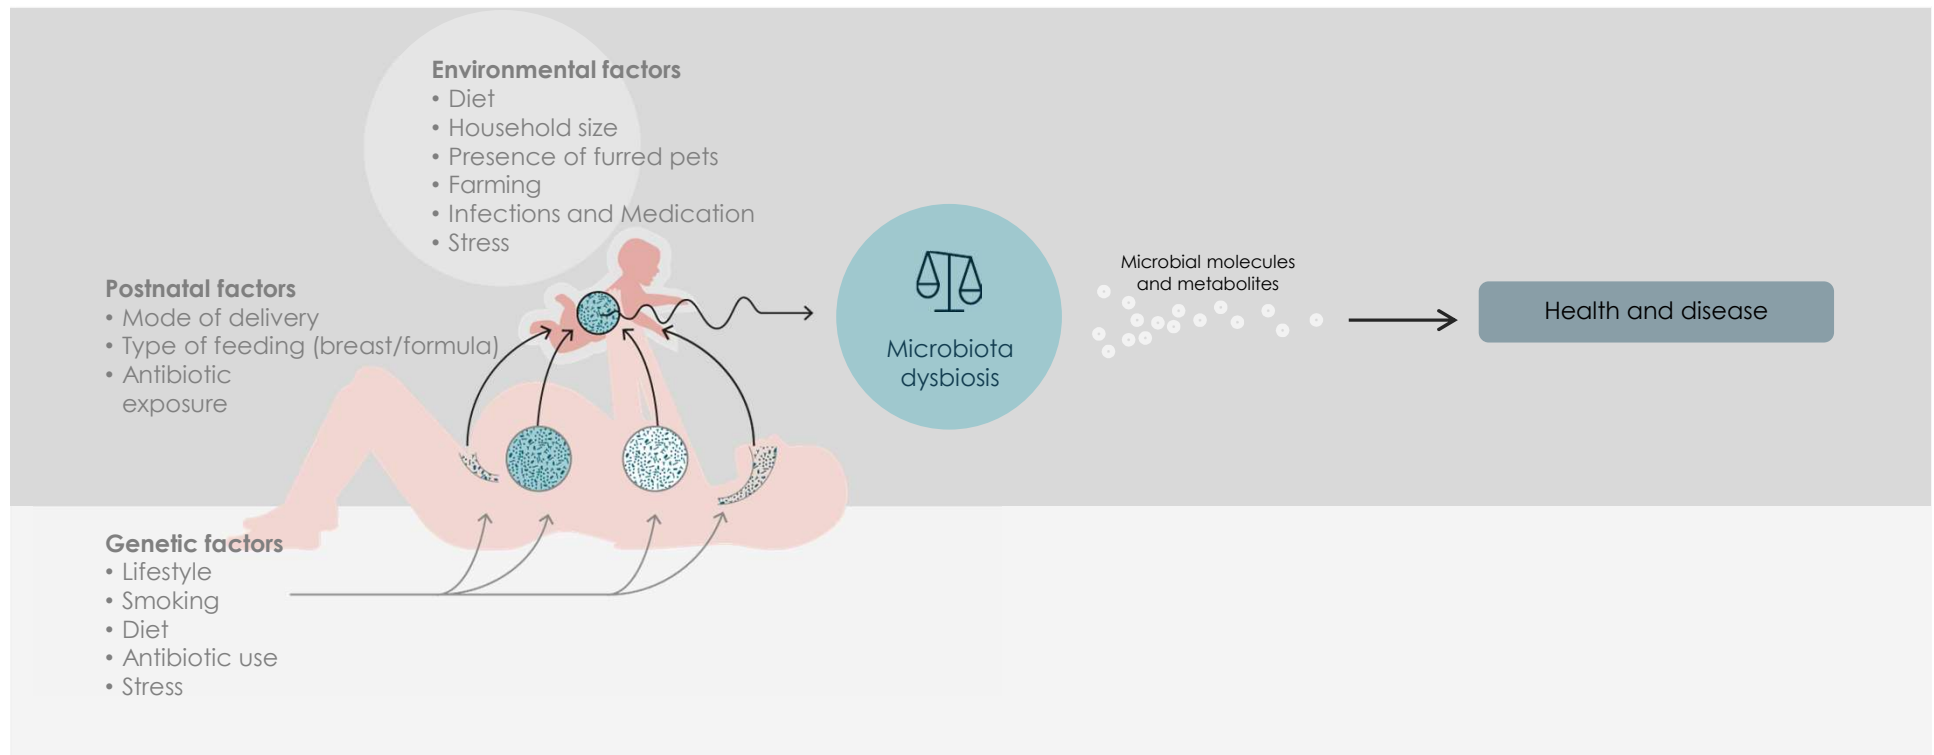 Environmental factors
• Diet
• Household size
• Presence of furred pets
• Farming
• Infections and Medication
• Stress
Postnatal factors
• Mode of delivery
• Type of feeding (breast/formula)
• Antibiotic
exposure
Genetic factors
• Lifestyle
• Smoking
• Diet
• Antibiotic use
• Stress
Microbiota
dysbiosis
Microbial molecules
and metabolites
Health and disease